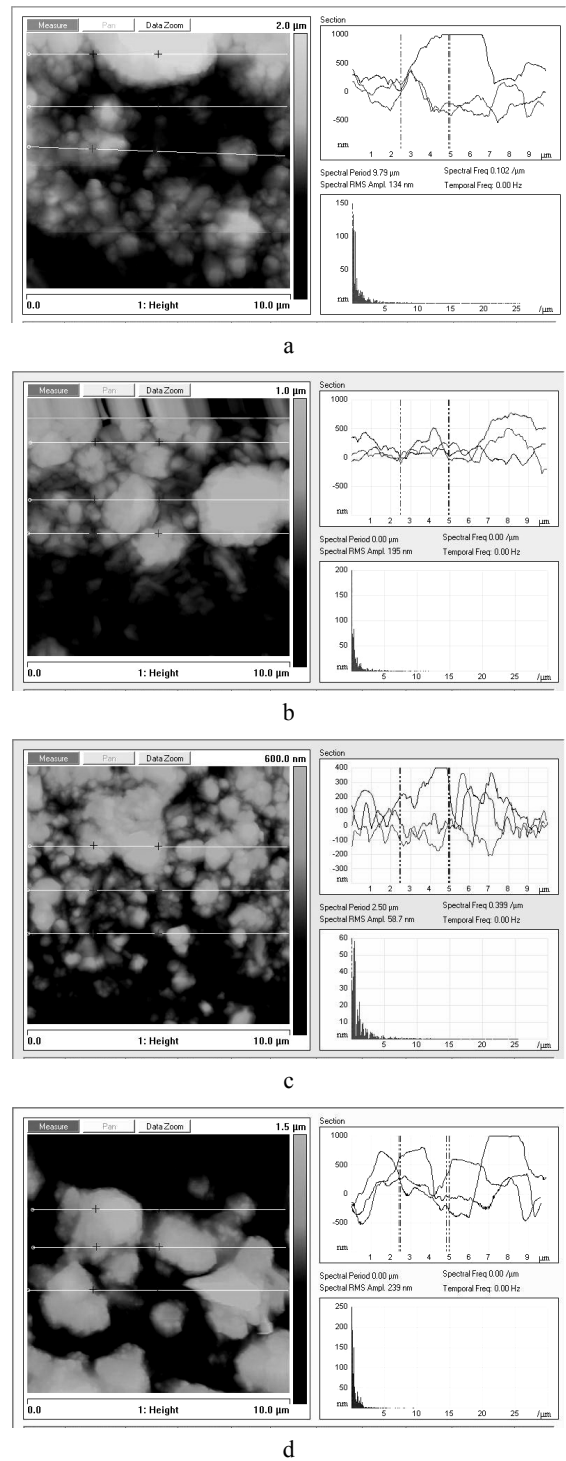 Measure Pan Data Zoom 2.0 µm
0.0 1: Height 10.0 µm
Section
1000
500
0
-500
nm
1 2 3 4 5 6 7 8 9 µm
Spectral Period 9.79 µm Spectral Freq 0.102 /µm
Spectral RMS Ampl. 134 nm Temporal Freq: 0.00 Hz
150
100
50
nm
5 10 15 20 25 /µm
a
Measure Pan Data Zoom 1.0 µm
0.0 1: Height 10.0 µm
Section
1000
500
0
-500
nm
1 2 3 4 5 6 7 8 9 µm
Spectral Period 0.00 µm Spectral Freq: 0.00 /µm
Spectral RMS Ampl. 195 nm Temporal Freq: 0.00 Hz
200
150
100
50
nm
5 10 15 20 25 /µm
b
Measure Pan Data Zoom 600.0 nm
0.0 1: Height 10.0 µm
Section
400
300
200
100
0
-100
-200
-300
nm
1 2 3 4 5 6 7 8 9 µm
Spectral Period 2.50 µm Spectral Freq 0.399 /µm
Spectral RMS Ampl. 58.7 nm Temporal Freq: 0.00 Hz
60
50
40
30
20
10
nm
5 10 15 20 25 /µm
c
Measure Pan Data Zoom 1.5 µm
0.0 1: Height 10.0 µm
Section
1000
500
0
-500
nm
1 2 3 4 5 6 7 8 9 µm
Spectral Period 0.00 µm Spectral Freq 0.00 /µm
Spectral RMS Ampl. 239 nm Temporal Freq: 0.00 Hz
250
200
150
100
50
nm
5 10 15 20 25 /µm
d